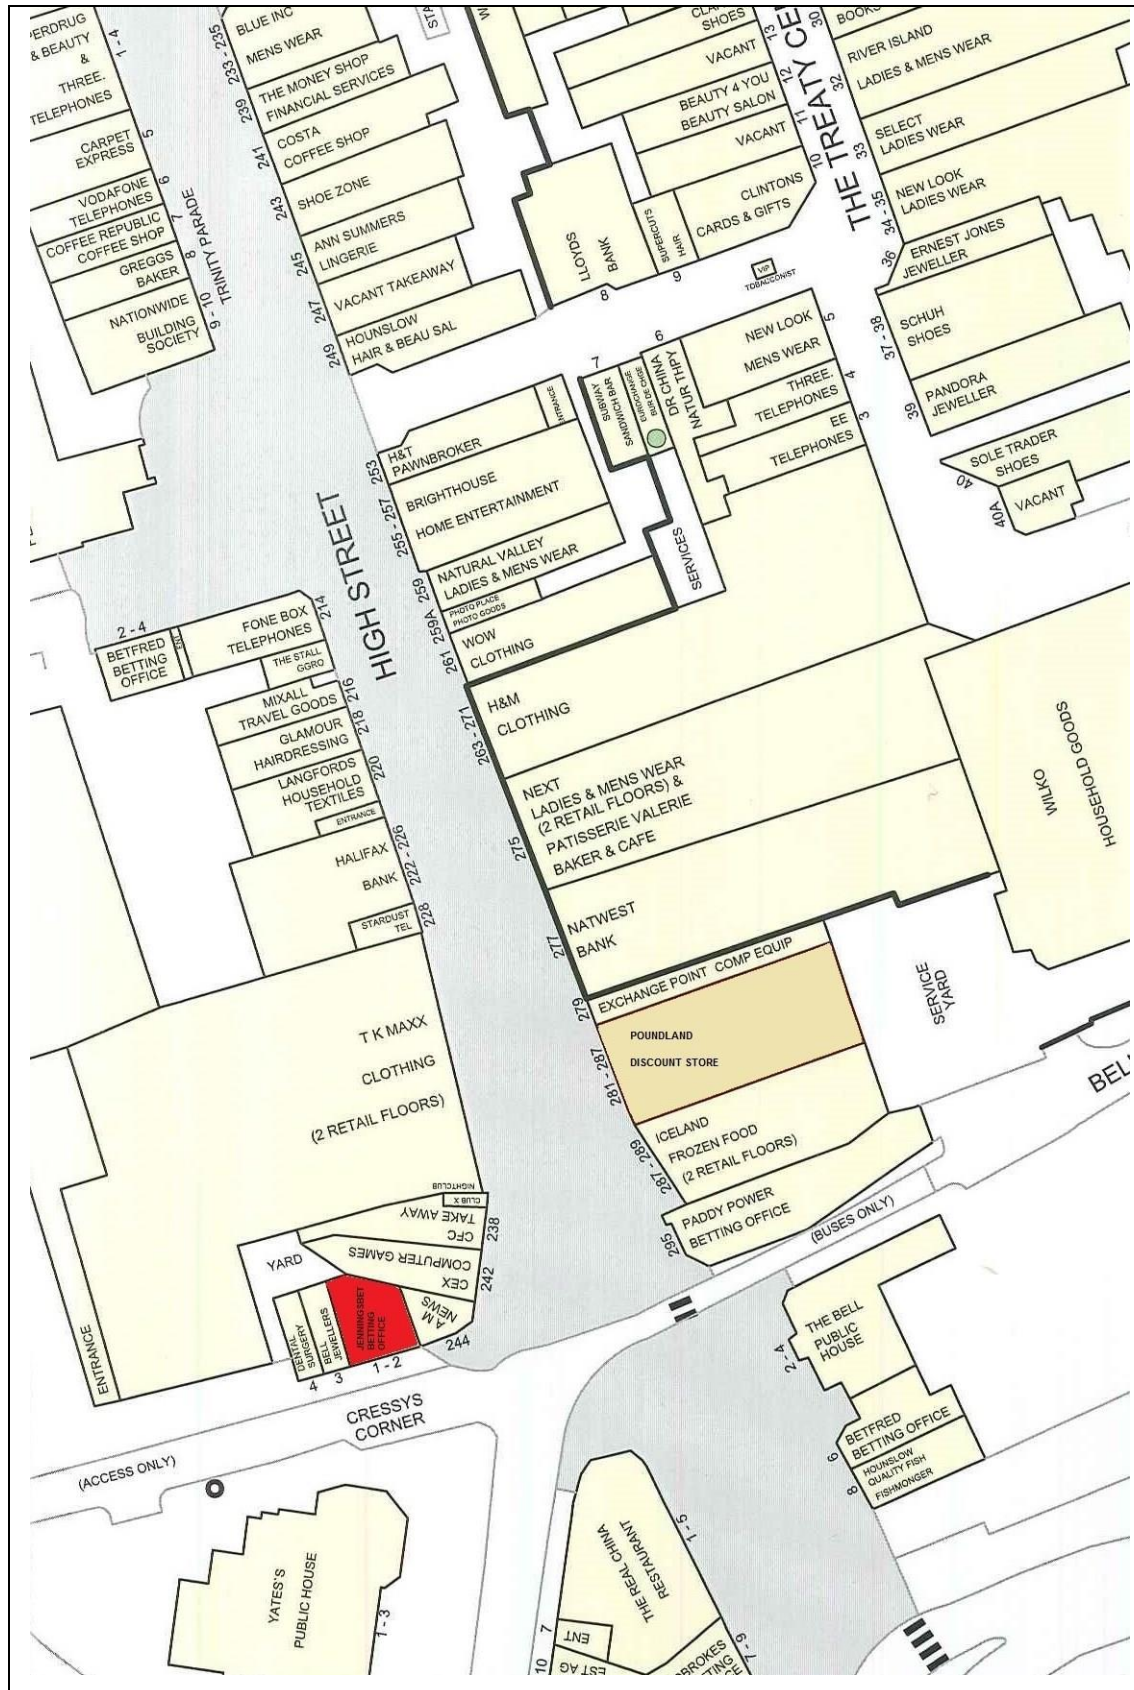 PERDRUG
& BEAUTY
&
THREE.
TELEPHONES
1 - 4
CARPET
EXPRESS
5
VODAFONE
TELEPHONES
6
COFFEE REPUBLIC
COFFEE SHOP
7
GREGGS
BAKER
8
NATIONWIDE
BUILDING
SOCIETY
9 - 10
TRINITY PARADE
BLUE INC
MENS WEAR
233 - 235
THE MONEY SHOP
FINANCIAL SERVICES
239
COSTA
COFFEE SHOP
241
SHOE ZONE
243
ANN SUMMERS
LINGERIE
245
VACANT TAKEAWAY
247
HOUNSLOW
HAIR & BEAU SAL
249
STA
W
LLOYDS
BANK
8
SUPERCUTS
HAIR
9
CLA
SHOES
13
VACANT
12
BEAUTY 4 YOU
BEAUTY SALON
11
VACANT
10
CLINTONS
CARDS & GIFTS
VIP
TOBACCONIST
THE TREATY CE
30
BOOKS
RIVER ISLAND
LADIES & MENS WEAR
32
SELECT
LADIES WEAR
33
NEW LOOK
LADIES WEAR
34 - 35
ERNEST JONES
JEWELLER
36
SCHUH
SHOES
37 - 38
PANDORA
JEWELLER
39
SOLE TRADER
SHOES
40
VACANT
40A
NEW LOOK
MENS WEAR
5
THREE.
TELEPHONES
4
EE
TELEPHONES
3
6
DR CHINA
NATUR THPY
EUROCHANGE
BUR DE CHGE
7
SUBWAY
SANDWICH BAR
SERVICES
HIGH STREET
H&T
PAWNBROKER
253
BRIGHTHOUSE
HOME ENTERTAINMENT
255 - 257
NATURAL VALLEY
LADIES & MENS WEAR
259
PHOTO PLACE
PHOTO GOODS
259A
WOW
CLOTHING
261
H&M
CLOTHING
263 - 271
NEXT
LADIES & MENS WEAR
(2 RETAIL FLOORS) &
PATISSERIE VALERIE
BAKER & CAFE
275
NATWEST
BANK
277
EXCHANGE POINT COMP EQUIP
279
POUNDLAND
DISCOUNT STORE
281 - 287
ICELAND
FROZEN FOOD
(2 RETAIL FLOORS)
287 - 289
PADDY POWER
BETTING OFFICE
295
WILKO
HOUSEHOLD GOODS
SERVICE
YARD
BELL
(BUSES ONLY)
2 - 4
BETFRED
BETTING
OFFICE
ENT
FONE BOX
TELEPHONES
214
THE STALL
GGRO
MIXALL
TRAVEL GOODS
216
GLAMOUR
HAIRDRESSING
218
LANGFORDS
HOUSEHOLD
TEXTILES
220
ENTRANCE
HALIFAX
BANK
222 - 226
STARDUST
TEL
228
T K MAXX
CLOTHING
(2 RETAIL FLOORS)
CLUB X
NIGHTCLUB
CFC
TAKE AWAY
238
CEX
COMPUTER GAMES
242
A M
NEWS
244
YARD
JENNINGSBET
BETTING
OFFICE
1 - 2
BELL
JEWELLERS
3
DENTAL
SURGERY
4
ENTRANCE
CRESSYS
CORNER
(ACCESS ONLY)
THE BELL
PUBLIC
HOUSE
2 - 4
BETFRED
BETTING OFFICE
6
HOUNSLOW
QUALITY FISH
FISHMONGER
8
YATES'S
PUBLIC HOUSE
1 - 3
THE REAL CHINA
RESTAURANT
1 - 5
ENT
7
EST AG
10
DBROKES
7 - 9